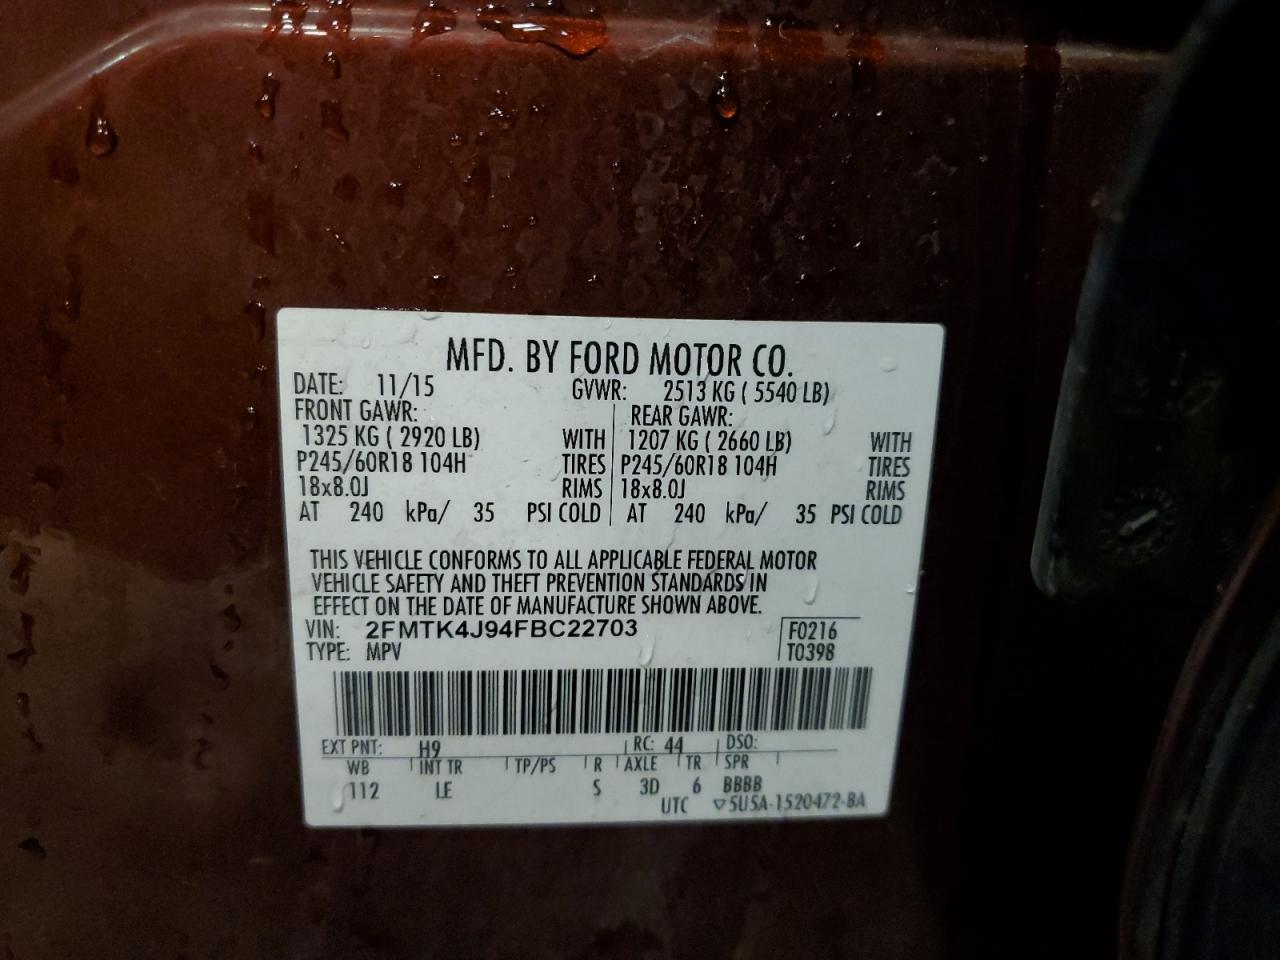 MFD. BY FORD MOTOR CO.
DATE: 11/15 GVWR: 2513 KG ( 5540 LB)
FRONT GAWR: REAR GAWR:
1325 KG ( 2920 LB) WITH 1207 KG ( 2660 LB) WITH
P245/60R18 104H TIRES P245/60R18 104H TIRES
18x8.0J RIMS 18x8.0J RIMS
AT 240 kPa/ 35 PSI COLD AT 240 kPa/ 35 PSI COLD
THIS VEHICLE CONFORMS TO ALL APPLICABLE FEDERAL MOTOR
VEHICLE SAFETY AND THEFT PREVENTION STANDARDS IN
EFFECT ON THE DATE OF MANUFACTURE SHOWN ABOVE.
VIN: 2FMTK4J94FBC22703 F0216
TYPE: MPV T0398
EXT PNT: H9 RC: 44 DSO:
WB INT TR TP/PS R AXLE TR SPR
112 LE S 3D 6 BBBB
UTC ▽5U5A-1520472-BA